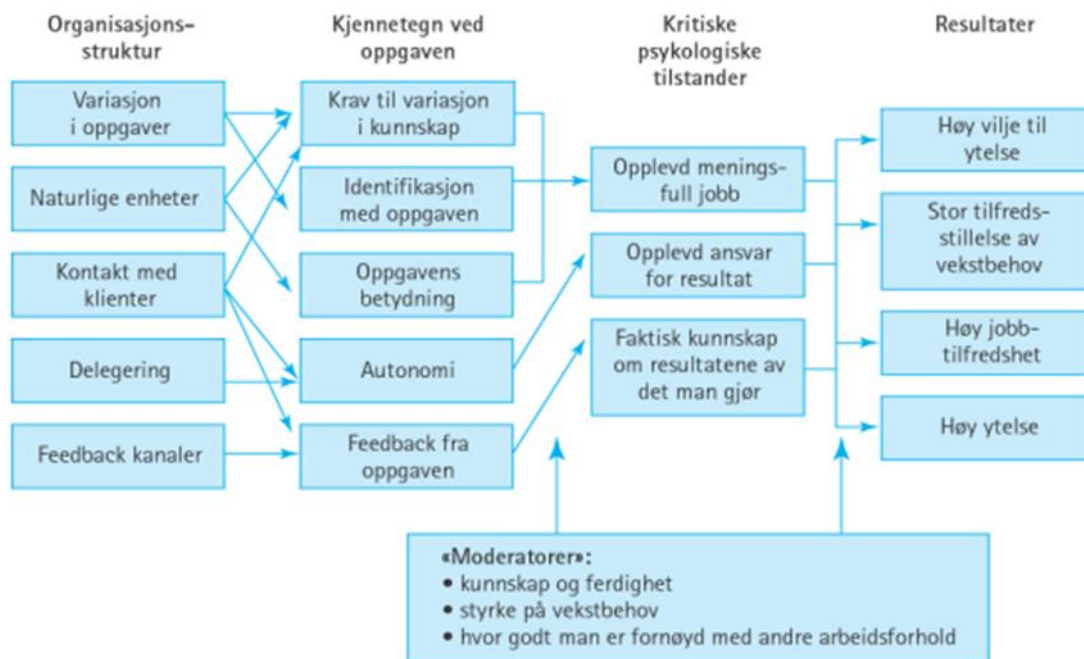 Organisasjons-
struktur
Kjennetegn ved
oppgaven
Kritiske
psykologiske
tilstander
Resultater
Variasjon
i oppgaver
Naturlige enheter
Kontakt med
klienter
Delegering
Feedback kanaler
Krav til variasjon
i kunnskap
Identifikasjon
med oppgaven
Oppgavens
betydning
Autonomi
Feedback fra
oppgaven
Opplevd menings-
full jobb
Opplevd ansvar
for resultat
Faktisk kunnskap
om resultatene av
det man gjør
Høy vilje til
ytelse
Stor tilfreds-
stillelse av
vekstbehov
Høy jobb-
tilfredshet
Høy ytelse
«Moderatorer»:
• kunnskap og ferdighet
• styrke på vekstbehov
• hvor godt man er fornøyd med andre arbeidsforhold